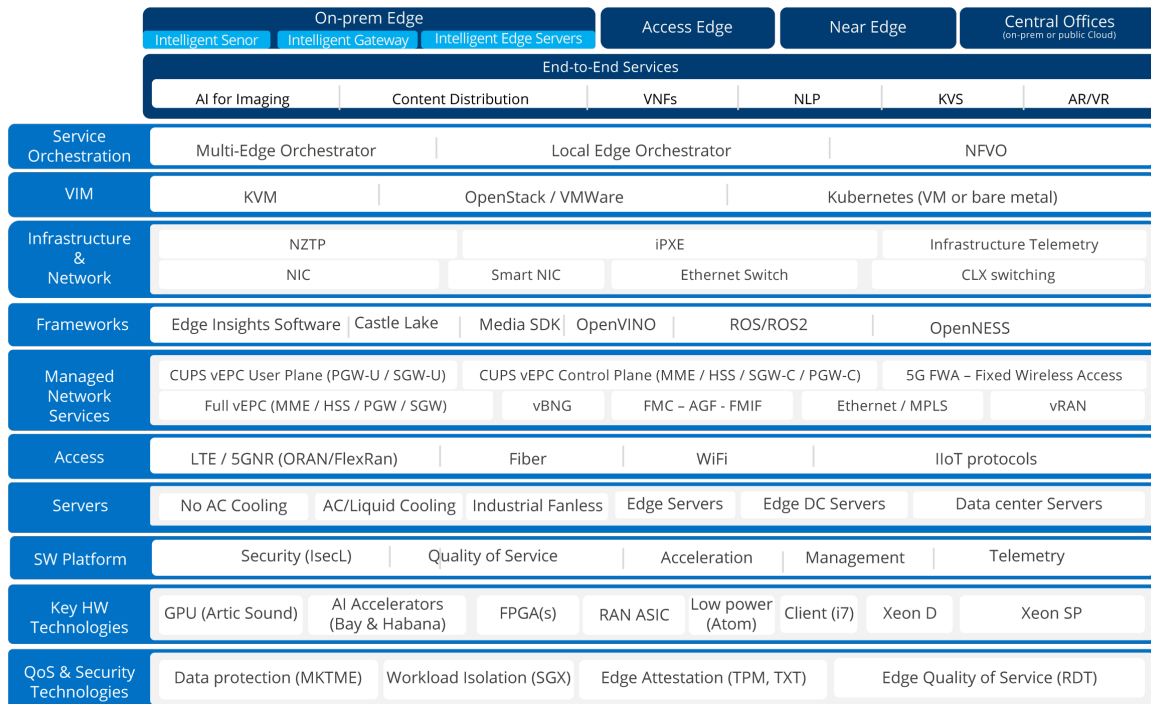 On-prem Edge
Intelligent Senor
Intelligent Gateway
Intelligent Edge Servers
Access Edge
Near Edge
Central Offices
(on-prem or public Cloud)
End-to-End Services
AI for Imaging
Content Distribution
VNFs
NLP
KVS
AR/VR
Service
Orchestration
Multi-Edge Orchestrator
Local Edge Orchestrator
NFVO
VIM
KVM
OpenStack / VMWare
Kubernetes (VM or bare metal)
Infrastructure
&
Network
NZTP
iPXE
Infrastructure Telemetry
NIC
Smart NIC
Ethernet Switch
CLX switching
Frameworks
Edge Insights Software
Castle Lake
Media SDK
OpenVINO
ROS/ROS2
OpenNESS
Managed
Network
Services
CUPS vEPC User Plane (PGW-U / SGW-U)
CUPS vEPC Control Plane (MME / HSS / SGW-C / PGW-C)
5G FWA – Fixed Wireless Access
Full vEPC (MME / HSS / PGW / SGW)
vBNG
FMC – AGF - FMIF
Ethernet / MPLS
vRAN
Access
LTE / 5GNR (ORAN/FlexRan)
Fiber
WiFi
IIoT protocols
Servers
No AC Cooling
AC/Liquid Cooling
Industrial Fanless
Edge Servers
Edge DC Servers
Data center Servers
SW Platform
Security (IsecL)
Quality of Service
Acceleration
Management
Telemetry
Key HW
Technologies
GPU (Artic Sound)
AI Accelerators
(Bay & Habana)
FPGA(s)
RAN ASIC
Low power
(Atom)
Client (i7)
Xeon D
Xeon SP
QoS & Security
Technologies
Data protection (MKTME)
Workload Isolation (SGX)
Edge Attestation (TPM, TXT)
Edge Quality of Service (RDT)